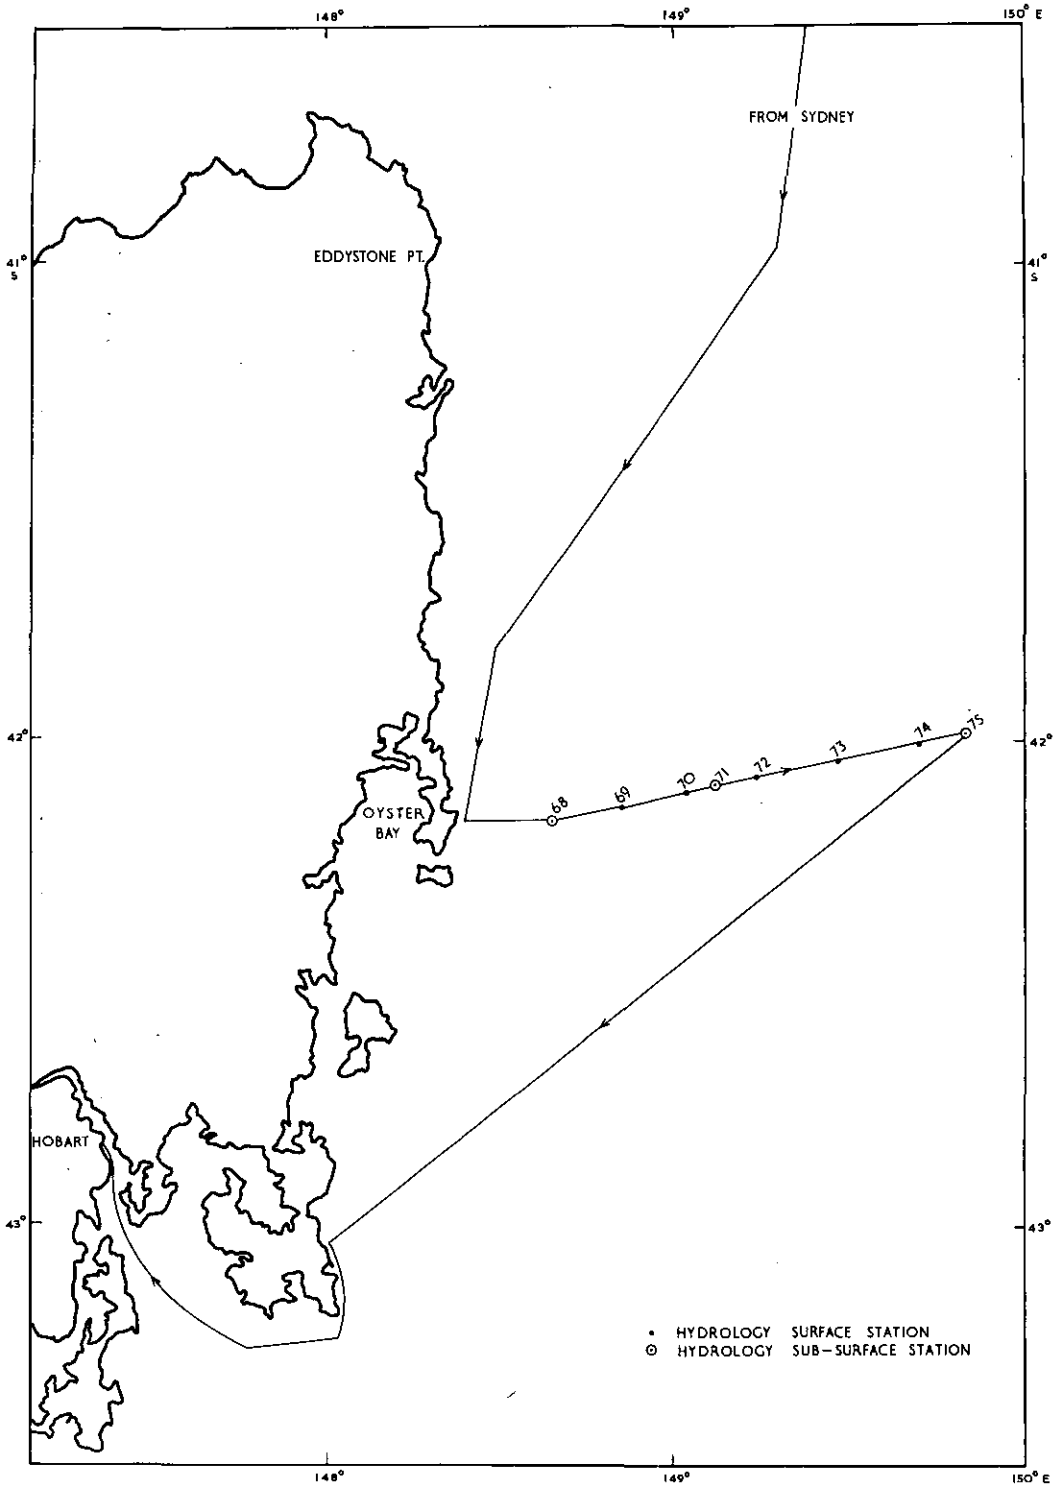 148° 149° 150° E
FROM SYDNEY
EDDYSTONE PT.
41° S 41° S
42° 42°
68 69 70 71 72 73 74 75
OYSTER
BAY
HOBART
43° 43°
• HYDROLOGY SURFACE STATION
⊙ HYDROLOGY SUB-SURFACE STATION
148° 149° 150° E